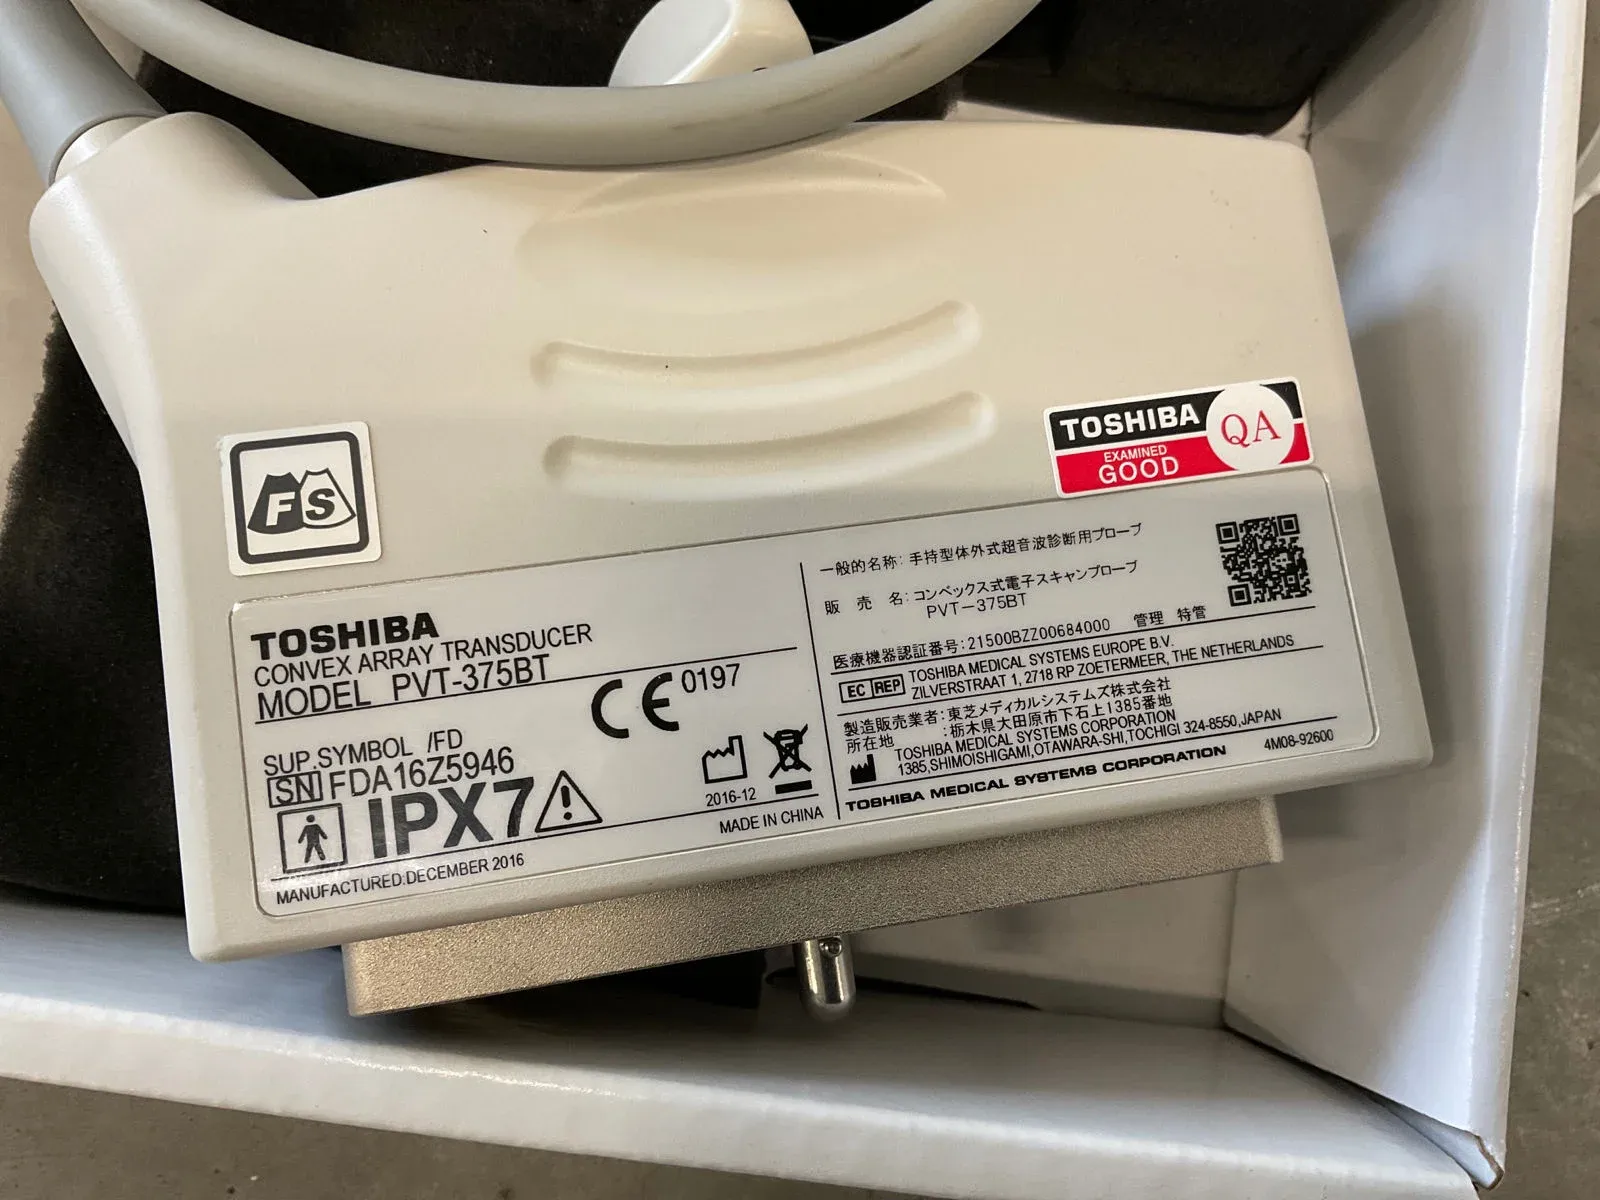 TOSHIBA
EXAMINED
GOOD
QA
FS
TOSHIBA
CONVEX ARRAY TRANSDUCER
MODEL PVT-375BT
SUP.SYMBOL /FD
SN FDA16Z5946
IPX7
MANUFACTURED:DECEMBER 2016
CE 0197
2016-12
MADE IN CHINA
一般的名称: 手持型体外式超音波診断用プローブ
販売名: コンベックス式電子スキャンプローブ
PVT-375BT
医療機器認証番号:21500BZZ00684000 管理 特管
EC REP TOSHIBA MEDICAL SYSTEMS EUROPE B.V.
ZILVERSTRAAT 1, 2718 RP ZOETERMEER, THE NETHERLANDS
製造販売業者:東芝メディカルシステムズ株式会社
所在地 :栃木県大田原市下石上1385番地
TOSHIBA MEDICAL SYSTEMS CORPORATION
1385,SHIMOISHIGAMI,OTAWARA-SHI,TOCHIGI 324-8550,JAPAN
TOSHIBA MEDICAL SYSTEMS CORPORATION
4M08-92600